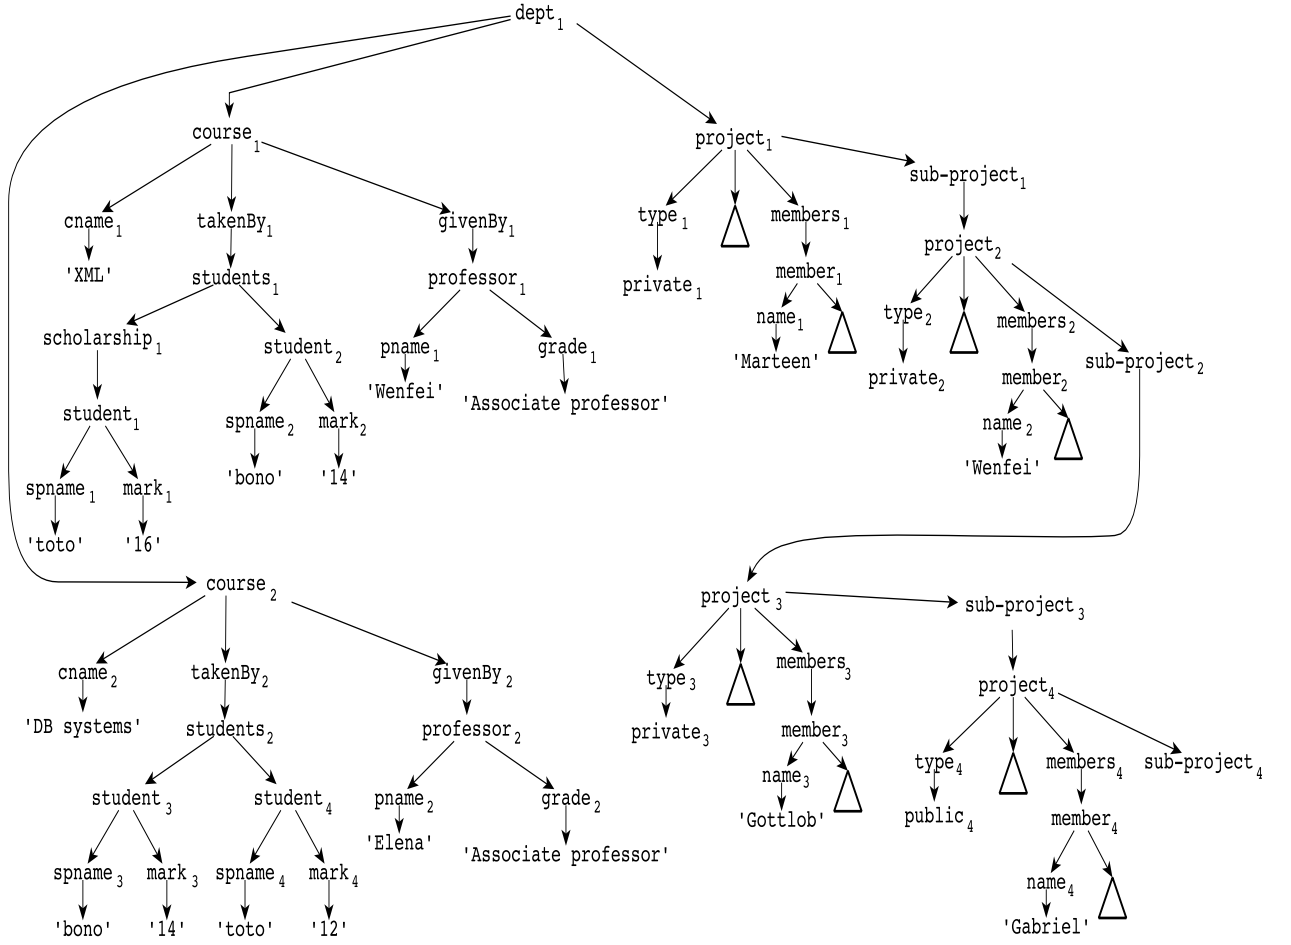 dept1
course1
project1
sub-project1
cname1 takenBy1 givenBy1
type1 members1
project2
'XML' students1 professor1
private1 member1
scholarship1 student2 pname1 grade1
name1 type2 members2
'Marteen' sub-project2
'Wenfei' 'Associate professor'
private2 member2
student1 spname2 mark2
name2
'bono' '14'
'Wenfei'
spname1 mark1
'toto' '16'
course2
project3 sub-project3
cname2 takenBy2 givenBy2
type3 members3 project4
'DB systems' students2 professor2
private3 member3
type4 members4 sub-project4
name3
student3 student4 pname2 grade2
'Gottlob' public4 member4
'Elena' 'Associate professor'
spname3 mark3 spname4 mark4
name4
'bono' '14' 'toto' '12'
'Gabriel'